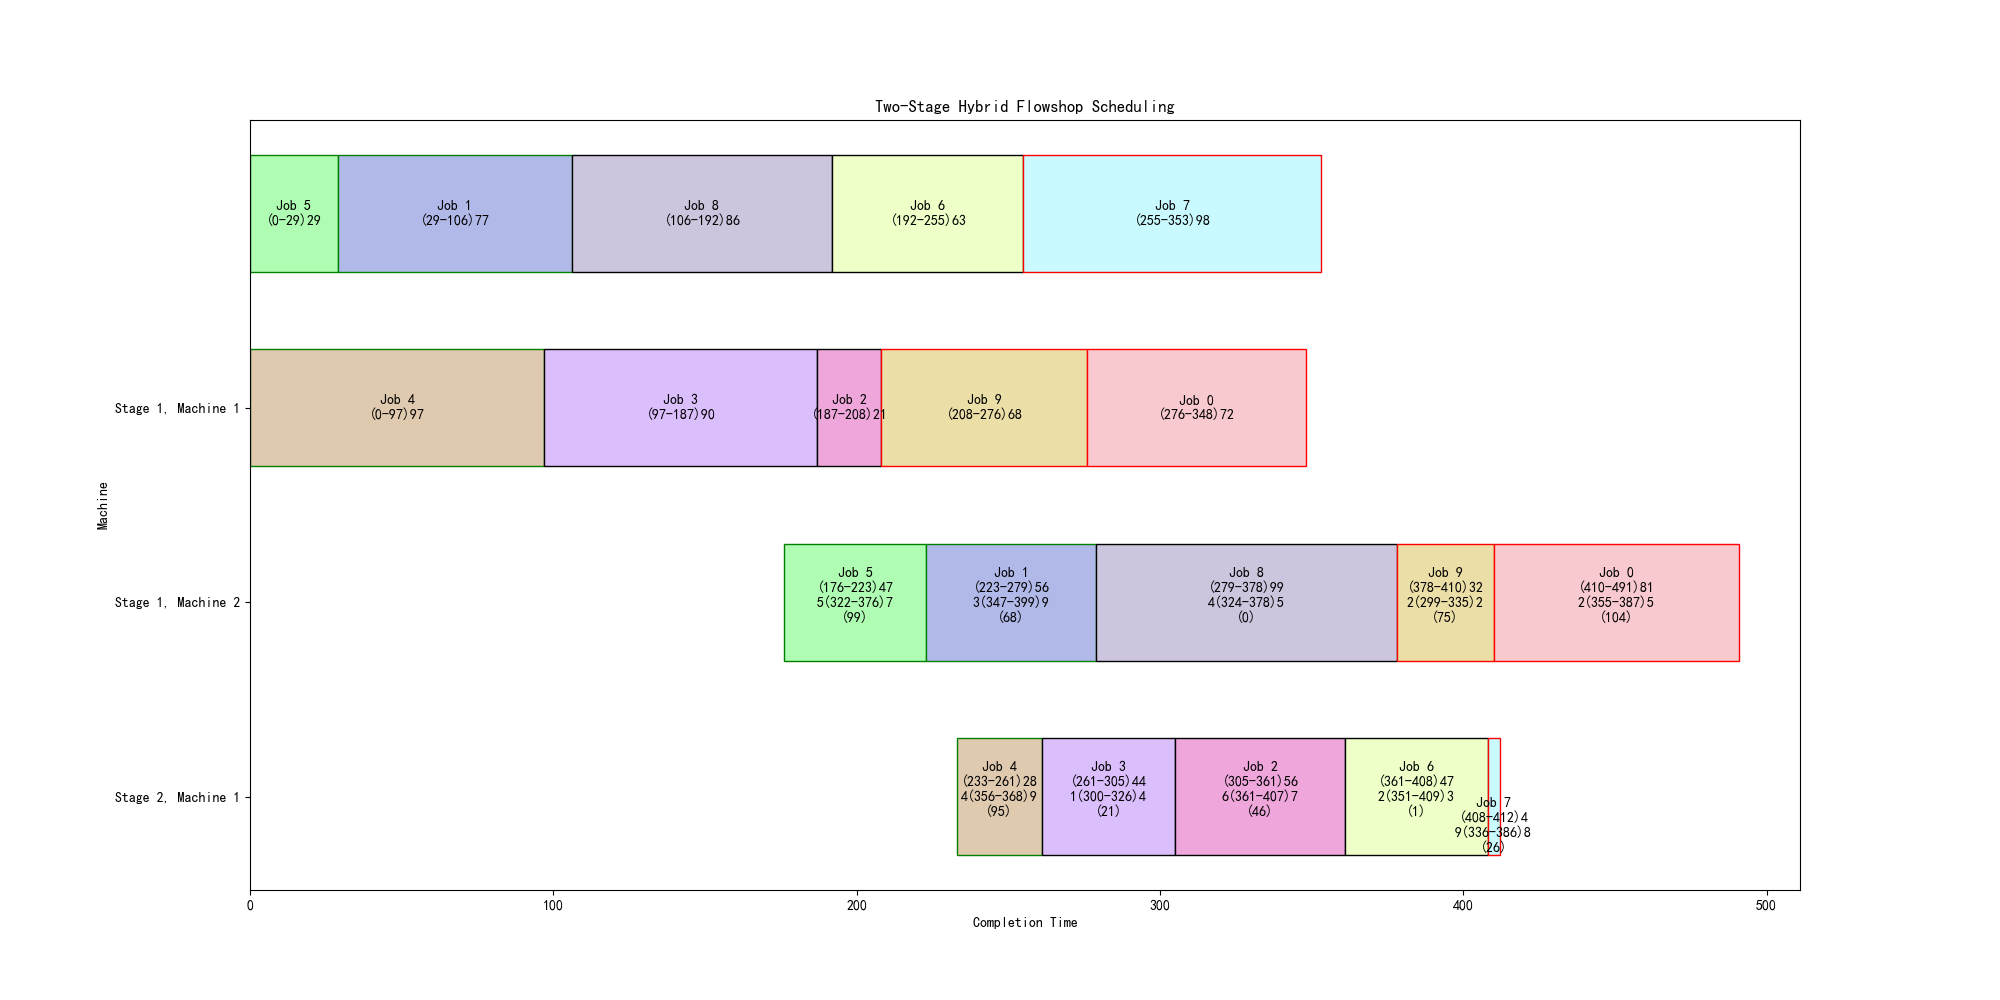 Two-Stage Hybrid Flowshop Scheduling
Job 5
(0-29)29
Job 1
(29-106)77
Job 8
(106-192)86
Job 6
(192-255)63
Job 7
(255-353)98
Stage 1, Machine 1
Job 4
(0-97)97
Job 3
(97-187)90
Job 2
(187-208)21
Job 9
(208-276)68
Job 0
(276-348)72
Machine
Stage 1, Machine 2
Job 5
(176-223)47
5(322-376)7
(99)
Job 1
(223-279)56
3(347-399)9
(68)
Job 8
(279-378)99
4(324-378)5
(0)
Job 9
(378-410)32
2(299-335)2
(75)
Job 0
(410-491)81
2(355-387)5
(104)
Stage 2, Machine 1
Job 4
(233-261)28
4(356-368)9
(95)
Job 3
(261-305)44
1(300-326)4
(21)
Job 2
(305-361)56
6(361-407)7
(46)
Job 6
(361-408)47
2(351-409)3
(1)
Job 7
(408-412)4
9(336-386)8
(26)
0 100 200 300 400 500
Completion Time